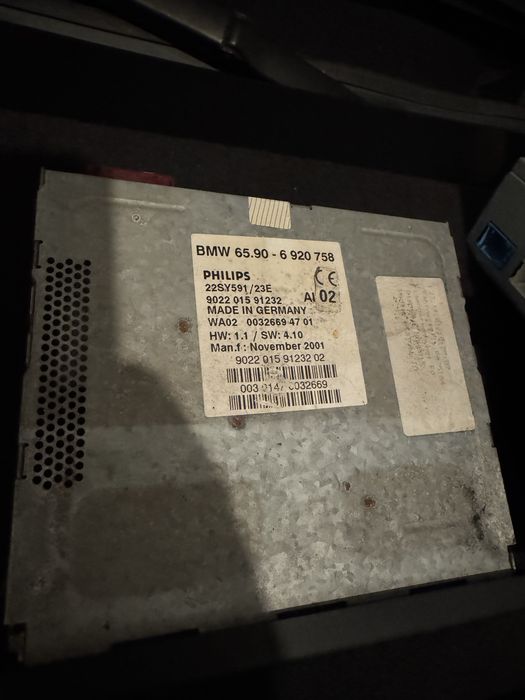 BMW 65.90 - 6 920 758
PHILIPS
22SY591/23E
9022 015 91232
AI 02
MADE IN GERMANY
WA02 0032669 47 01
HW: 1.1 / SW: 4.10
Man.f : November 2001
9022 015 91232 02
0032669